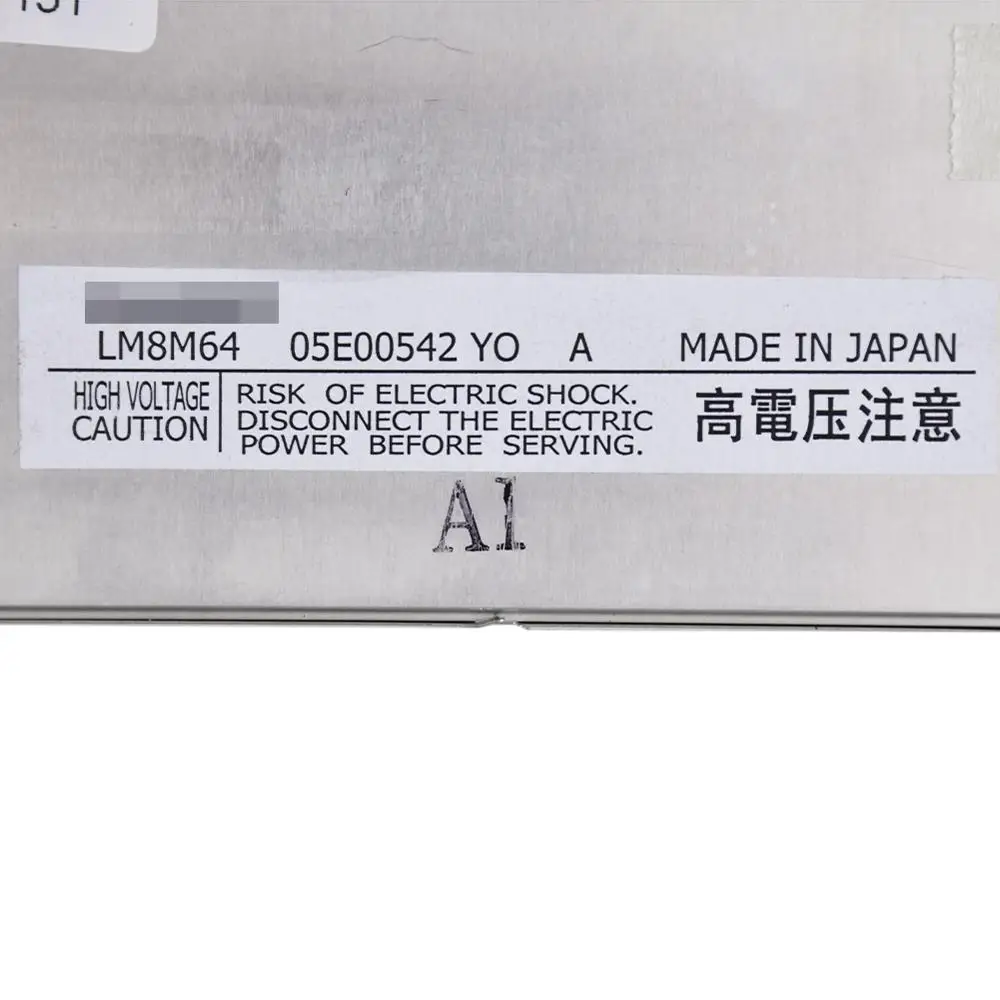 LM8M64 05E00542 YO A MADE IN JAPAN
HIGH VOLTAGE
CAUTION
RISK OF ELECTRIC SHOCK.
DISCONNECT THE ELECTRIC
POWER BEFORE SERVING.
高電圧注意
A1